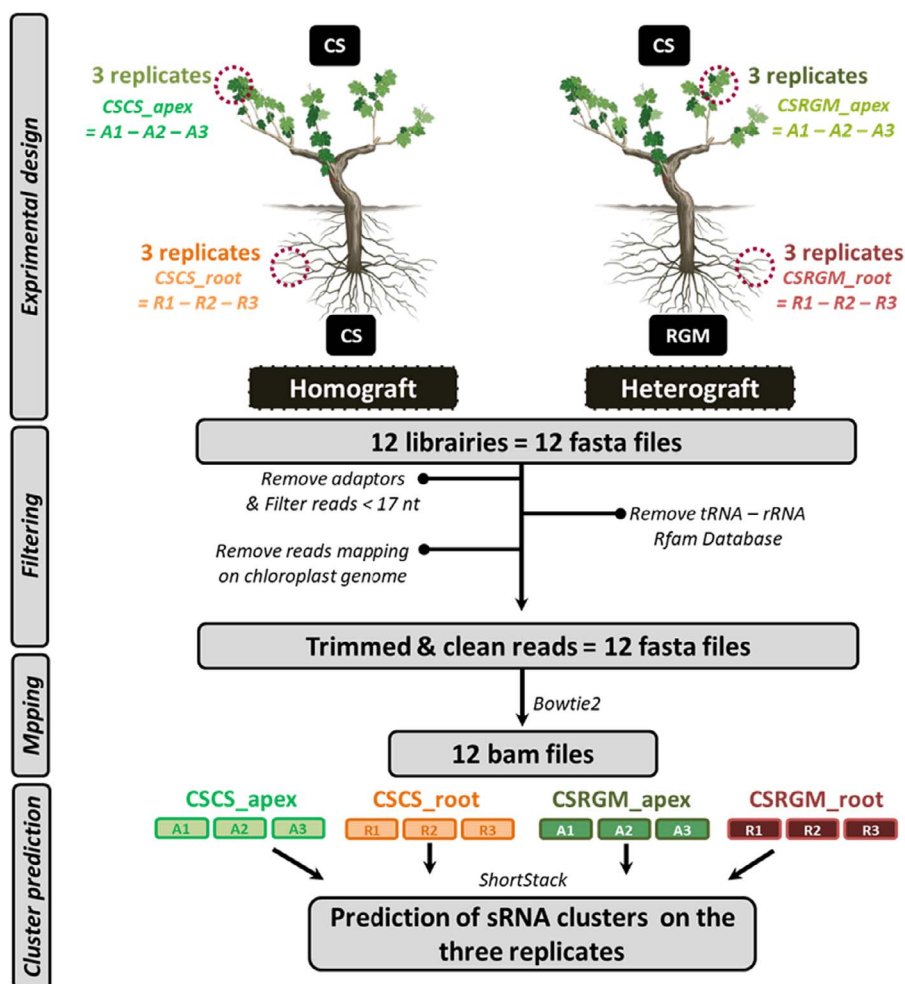 Exprimental design
CS
CS
3 replicates
CSCS_apex
= A1 – A2 – A3
3 replicates
CSRGM_apex
= A1 – A2 – A3
3 replicates
CSCS_root
= R1 – R2 – R3
3 replicates
CSRGM_root
= R1 – R2 – R3
CS
RGM
Homograft
Heterograft
Filtering
12 librairies = 12 fasta files
Remove adaptors
& Filter reads < 17 nt
Remove tRNA – rRNA
Rfam Database
Remove reads mapping
on chloroplast genome
Trimmed & clean reads = 12 fasta files
Mpping
Bowtie2
12 bam files
Cluster prediction
CSCS_apex
CSCS_root
CSRGM_apex
CSRGM_root
A1 A2 A3
R1 R2 R3
A1 A2 A3
R1 R2 R3
ShortStack
Prediction of sRNA clusters on the
three replicates